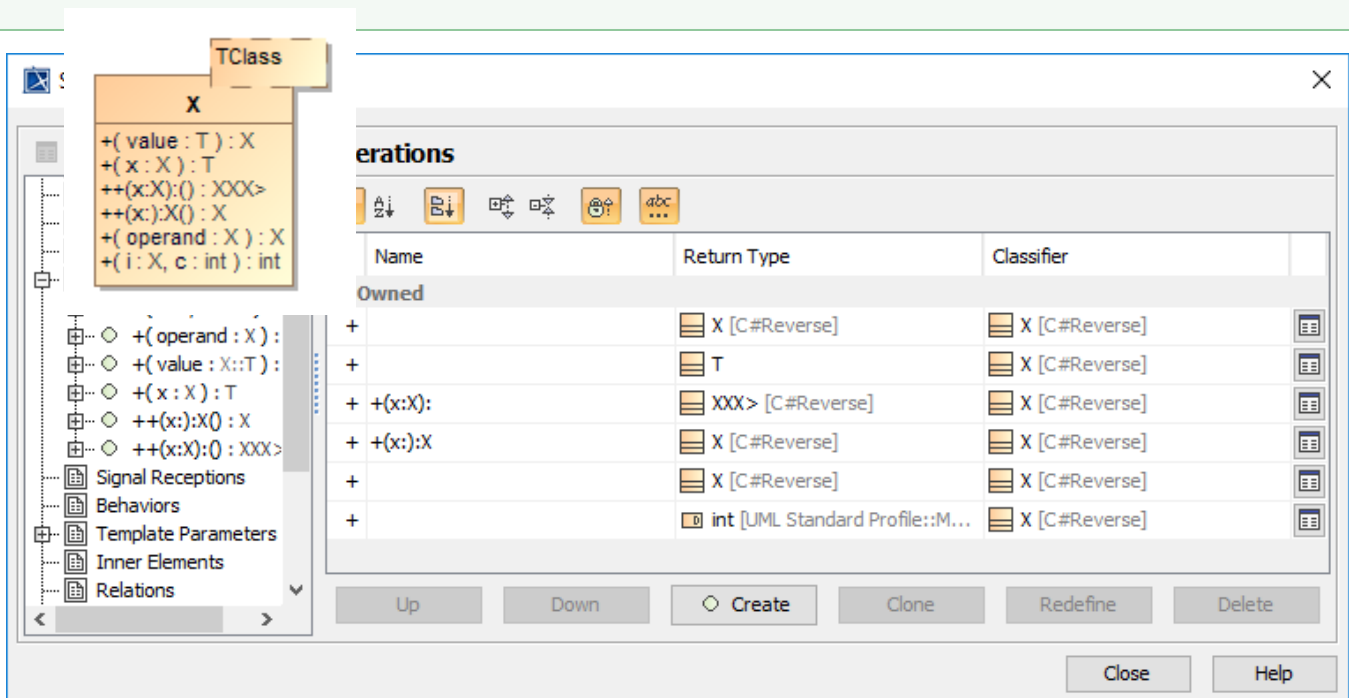 TClass
X
+( value : T ) : X
+( x : X ) : T
++(x:X):() : XXX>
++(x:):X() : X
+( operand : X ) : X
+( i : X, c : int ) : int
S
erations
Name Return Type Classifier
Owned
+ X [C#Reverse] X [C#Reverse]
+ T X [C#Reverse]
+ +(x:X): XXX> [C#Reverse] X [C#Reverse]
+ +(x:):X X [C#Reverse] X [C#Reverse]
+ X [C#Reverse] X [C#Reverse]
+ int [UML Standard Profile::M... X [C#Reverse]
+( operand : X ) :
+( value : X::T ) :
+( x : X ) : T
++(x:):X() : X
++(x:X):() : XXX>
Signal Receptions
Behaviors
Template Parameters
Inner Elements
Relations
Up Down Create Clone Redefine Delete
Close Help